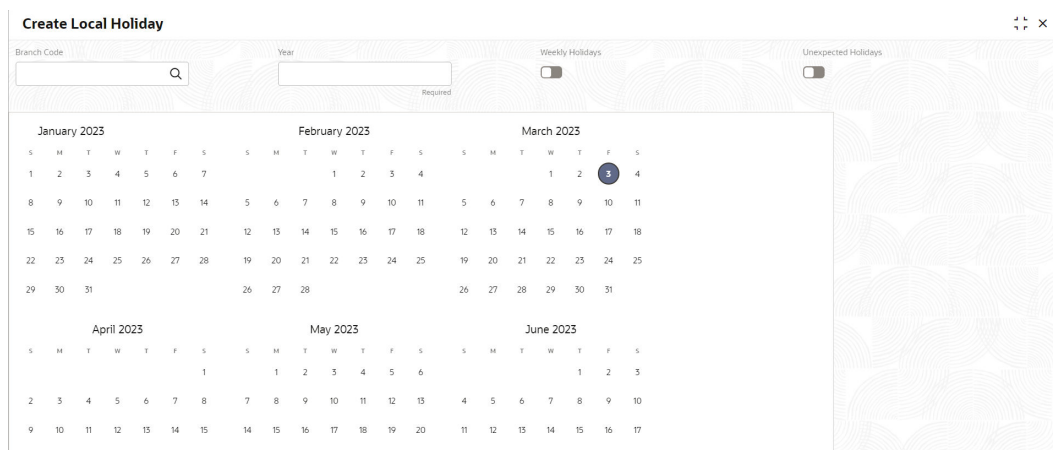 Create Local Holiday
Branch Code Year Weekly Holidays Unexpected Holidays
Required
January 2023 February 2023 March 2023
S M T W T F S S M T W T F S S M T W T F S
1 2 3 4 5 6 7 1 2 3 4 1 2 3 4
8 9 10 11 12 13 14 5 6 7 8 9 10 11 5 6 7 8 9 10 11
15 16 17 18 19 20 21 12 13 14 15 16 17 18 12 13 14 15 16 17 18
22 23 24 25 26 27 28 19 20 21 22 23 24 25 19 20 21 22 23 24 25
29 30 31 26 27 28 26 27 28 29 30 31
April 2023 May 2023 June 2023
S M T W T F S S M T W T F S S M T W T F S
1 1 2 3 4 5 6 1 2 3
2 3 4 5 6 7 8 7 8 9 10 11 12 13 4 5 6 7 8 9 10
9 10 11 12 13 14 15 14 15 16 17 18 19 20 11 12 13 14 15 16 17